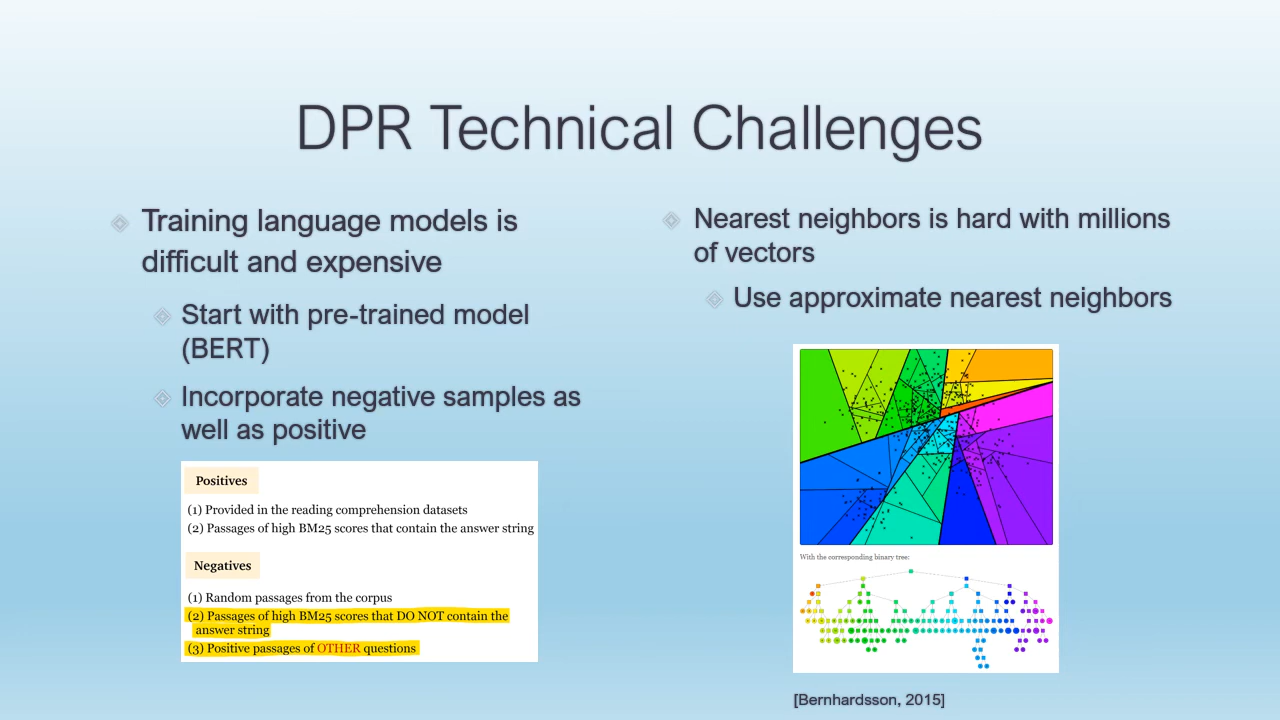 DPR Technical Challenges
Training language models is
difficult and expensive
Start with pre-trained model
(BERT)
Incorporate negative samples as
well as positive
Positives
(1) Provided in the reading comprehension datasets
(2) Passages of high BM25 scores that contain the answer string
Negatives
(1) Random passages from the corpus
(2) Passages of high BM25 scores that DO NOT contain the
answer string
(3) Positive passages of OTHER questions
Nearest neighbors is hard with millions
of vectors
Use approximate nearest neighbors
With the corresponding binary tree:
[Bernhardsson, 2015]